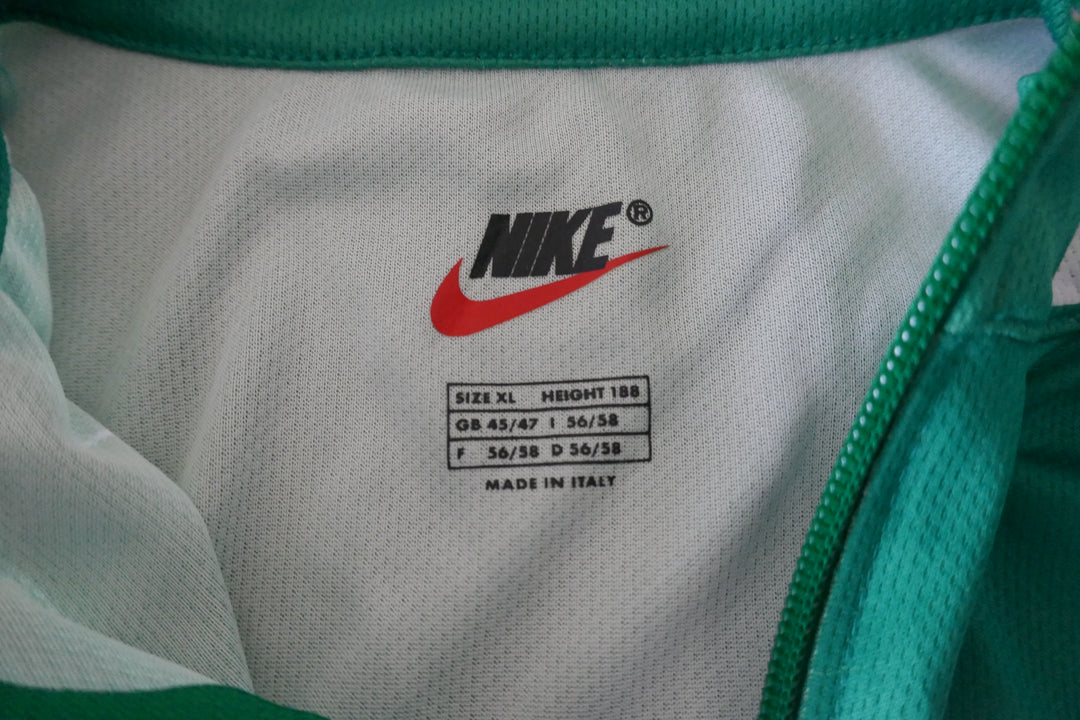 NIKE®
SIZE XL HEIGHT 188
GB 45/47 I 56/58
F 56/58 D 56/58
MADE IN ITALY